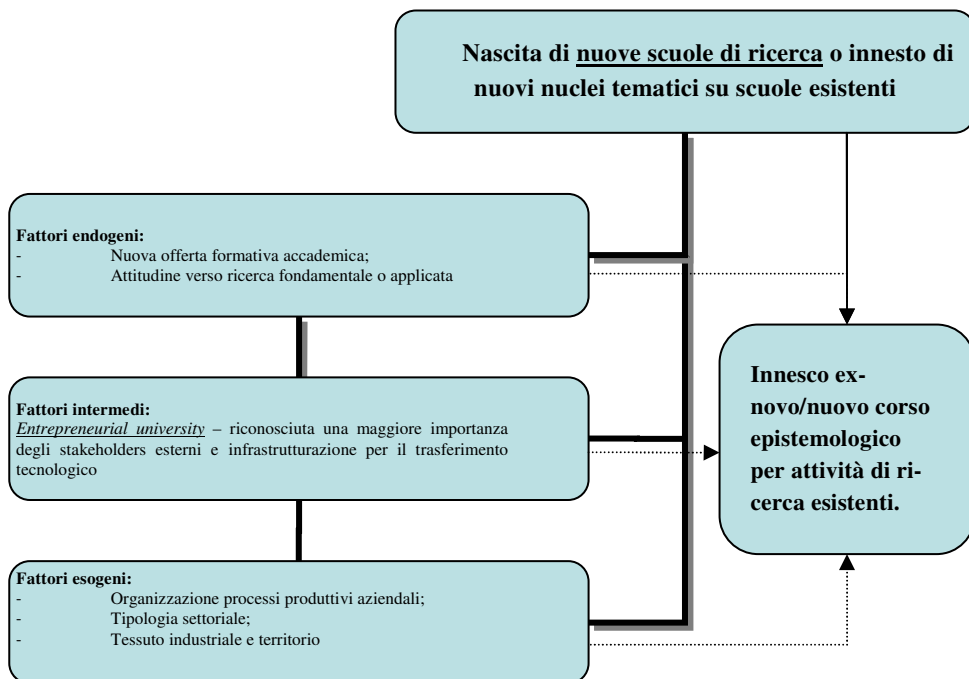 Nascita di nuove scuole di ricerca o innesto di
nuovi nuclei tematici su scuole esistenti
Fattori endogeni:
- Nuova offerta formativa accademica;
- Attitudine verso ricerca fondamentale o applicata
Fattori intermedi:
Entrepreneurial university – riconosciuta una maggiore importanza
degli stakeholders esterni e infrastrutturazione per il trasferimento
tecnologico
Innesco ex-
novo/nuovo corso
epistemologico
per attività di ri-
cerca esistenti.
Fattori esogeni:
- Organizzazione processi produttivi aziendali;
- Tipologia settoriale;
- Tessuto industriale e territorio